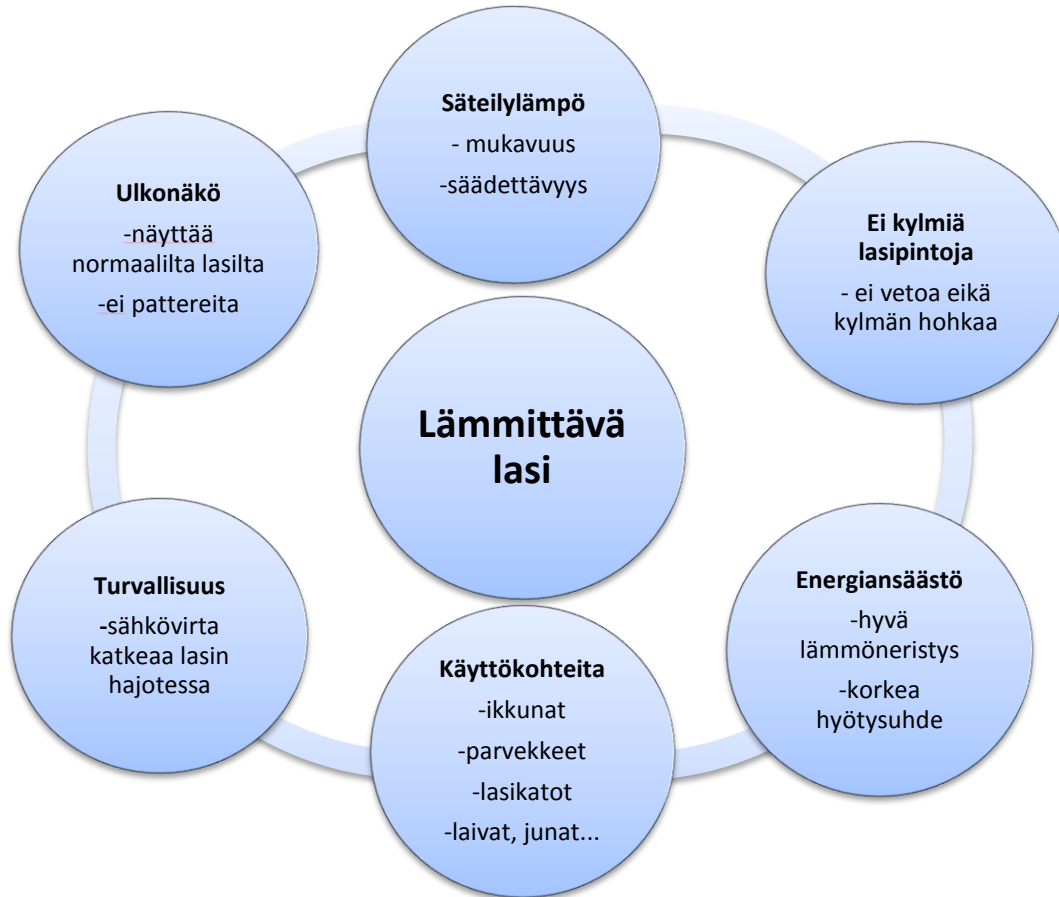 Säteilylämpö
- mukavuus
-säädettävyys
Ei kylmiä
lasipintoja
- ei vetoa eikä
kylmän hohkaa
Energiansäästö
-hyvä
lämmöneristys
-korkea
hyötysuhde
Käyttökohteita
-ikkunat
-parvekkeet
-lasikatot
-laivat, junat...
Turvallisuus
-sähkövirta
katkeaa lasin
hajotessa
Ulkonäkö
-näyttää
normaalilta lasilta
-ei pattereita
Lämmittävä
lasi